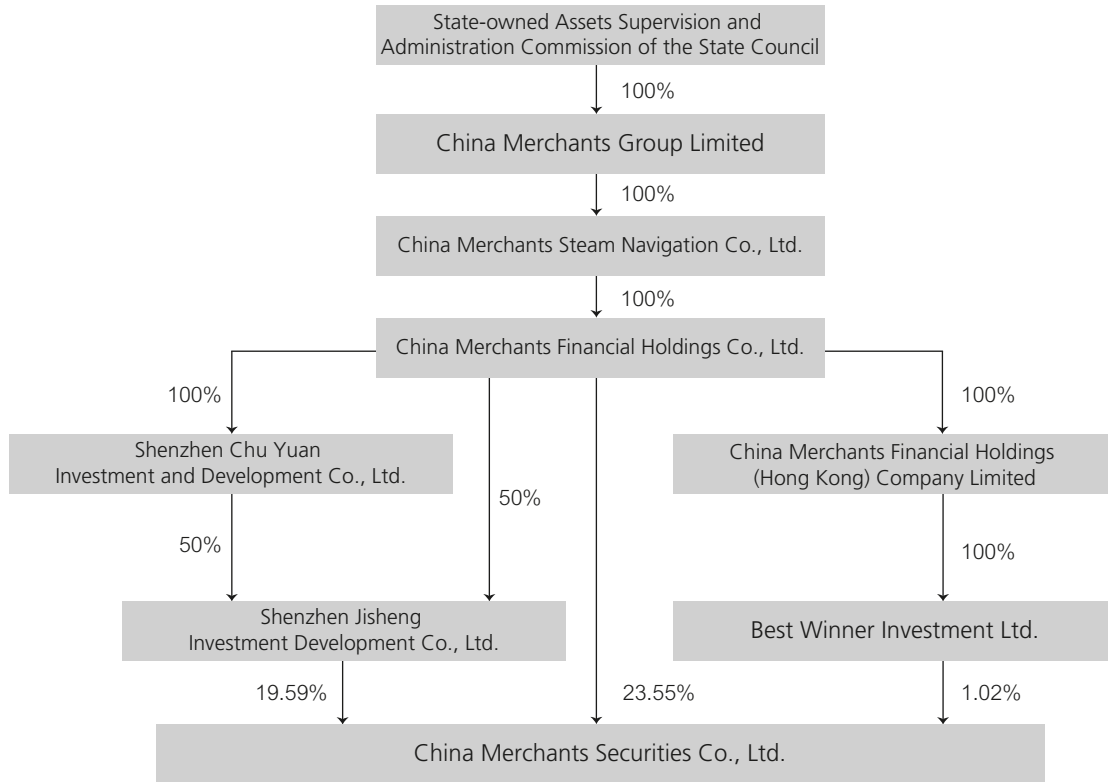 State-owned Assets Supervision and
Administration Commission of the State Council
100%
China Merchants Group Limited
100%
China Merchants Steam Navigation Co., Ltd.
100%
China Merchants Financial Holdings Co., Ltd.
100%
100%
Shenzhen Chu Yuan
Investment and Development Co., Ltd.
China Merchants Financial Holdings
(Hong Kong) Company Limited
50%
50%
100%
Shenzhen Jisheng
Investment Development Co., Ltd.
Best Winner Investment Ltd.
19.59%
23.55%
1.02%
China Merchants Securities Co., Ltd.